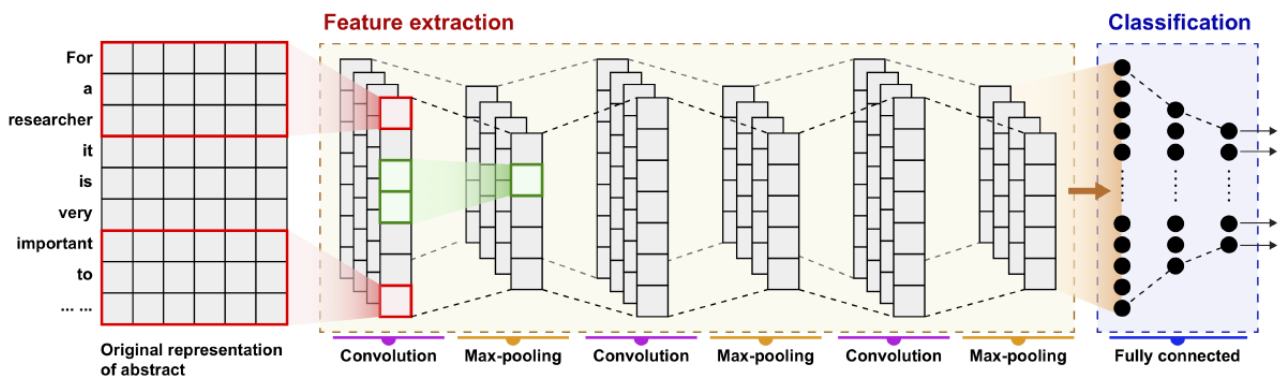 Feature extraction
Classification
For
a
researcher
it
is
very
important
to
... ...
Original representation
of abstract
Convolution
Max-pooling
Convolution
Max-pooling
Convolution
Max-pooling
Fully connected